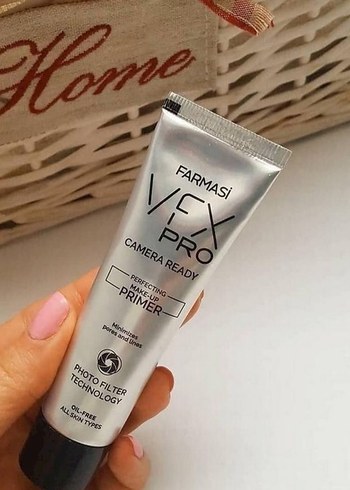 Home
FARMASi
VFX
PRO
CAMERA READY
PERFECTING
MAKE-UP
PRIMER
Minimizes
pores and lines
PHOTO FILTER
TECHNOLOGY
OIL-FREE
ALL SKIN TYPES